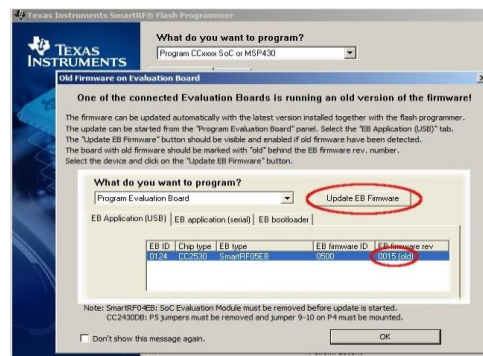 Texas Instruments SmartRF® Flash Programmer
TEXAS
INSTRUMENTS
What do you want to program?
Program CCxxxx SoC or MSP430
Old Firmware on Evaluation Board
One of the connected Evaluation Boards is running an old version of the firmware!
The firmware can be updated automatically with the latest version installed together with the flash programmer.
The update can be started from the "Program Evaluation Board" panel. Select the "EB Application (USB)" tab.
The "Update EB Firmware" button should be visible and enabled if old firmware have been detected.
The board with old firmware should be marked with "old" behind the EB firmware rev. number.
Select the device and click on the "Update EB Firmware" button.
What do you want to program?
Program Evaluation Board
Update EB Firmware
EB Application (USB) EB application (serial) EB bootloader
EB ID Chip type EB type EB firmware ID EB firmware rev
0124 CC2530 SmartRF05EB 0500 0015 (old)
Note: SmartRF04EB: SoC Evaluation Module must be removed before update is started.
CC2430DB: P5 jumpers must be removed and jumper 9-10 on P4 must be mounted.
Don't show this message again.
OK